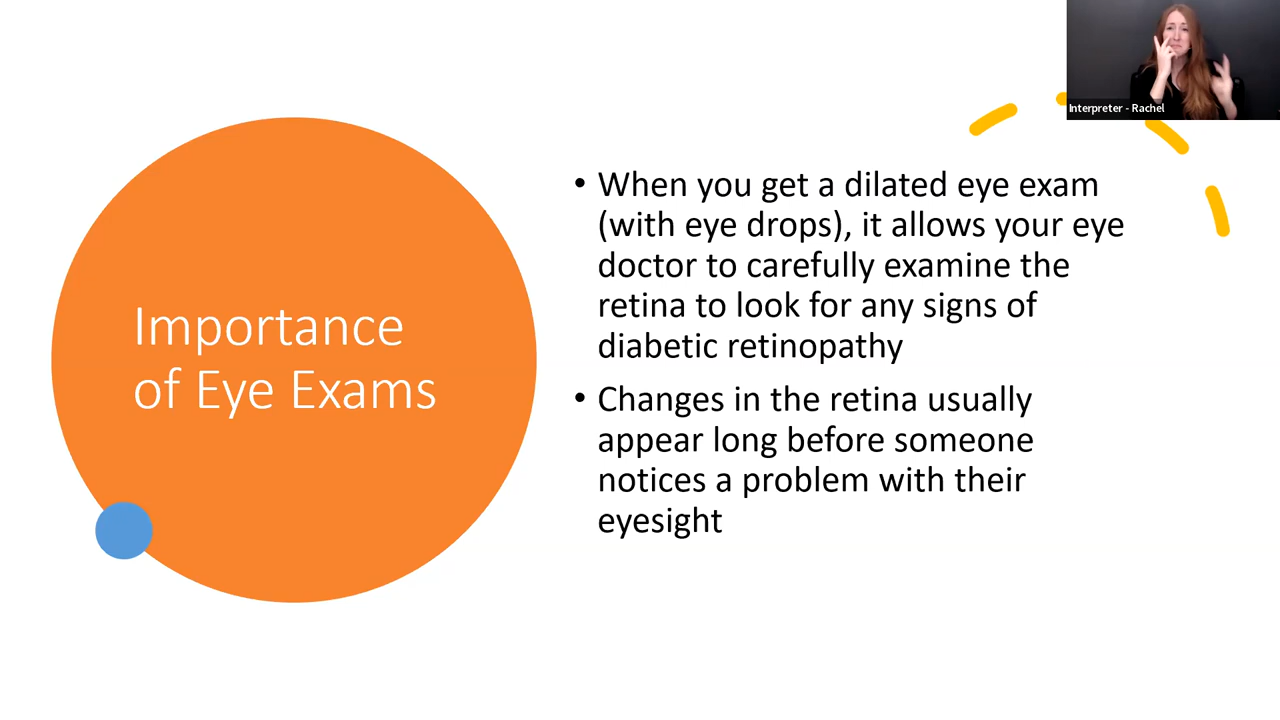 Interpreter - Rachel
Importance
of Eye Exams
• When you get a dilated eye exam
(with eye drops), it allows your eye
doctor to carefully examine the
retina to look for any signs of
diabetic retinopathy
• Changes in the retina usually
appear long before someone
notices a problem with their
eyesight